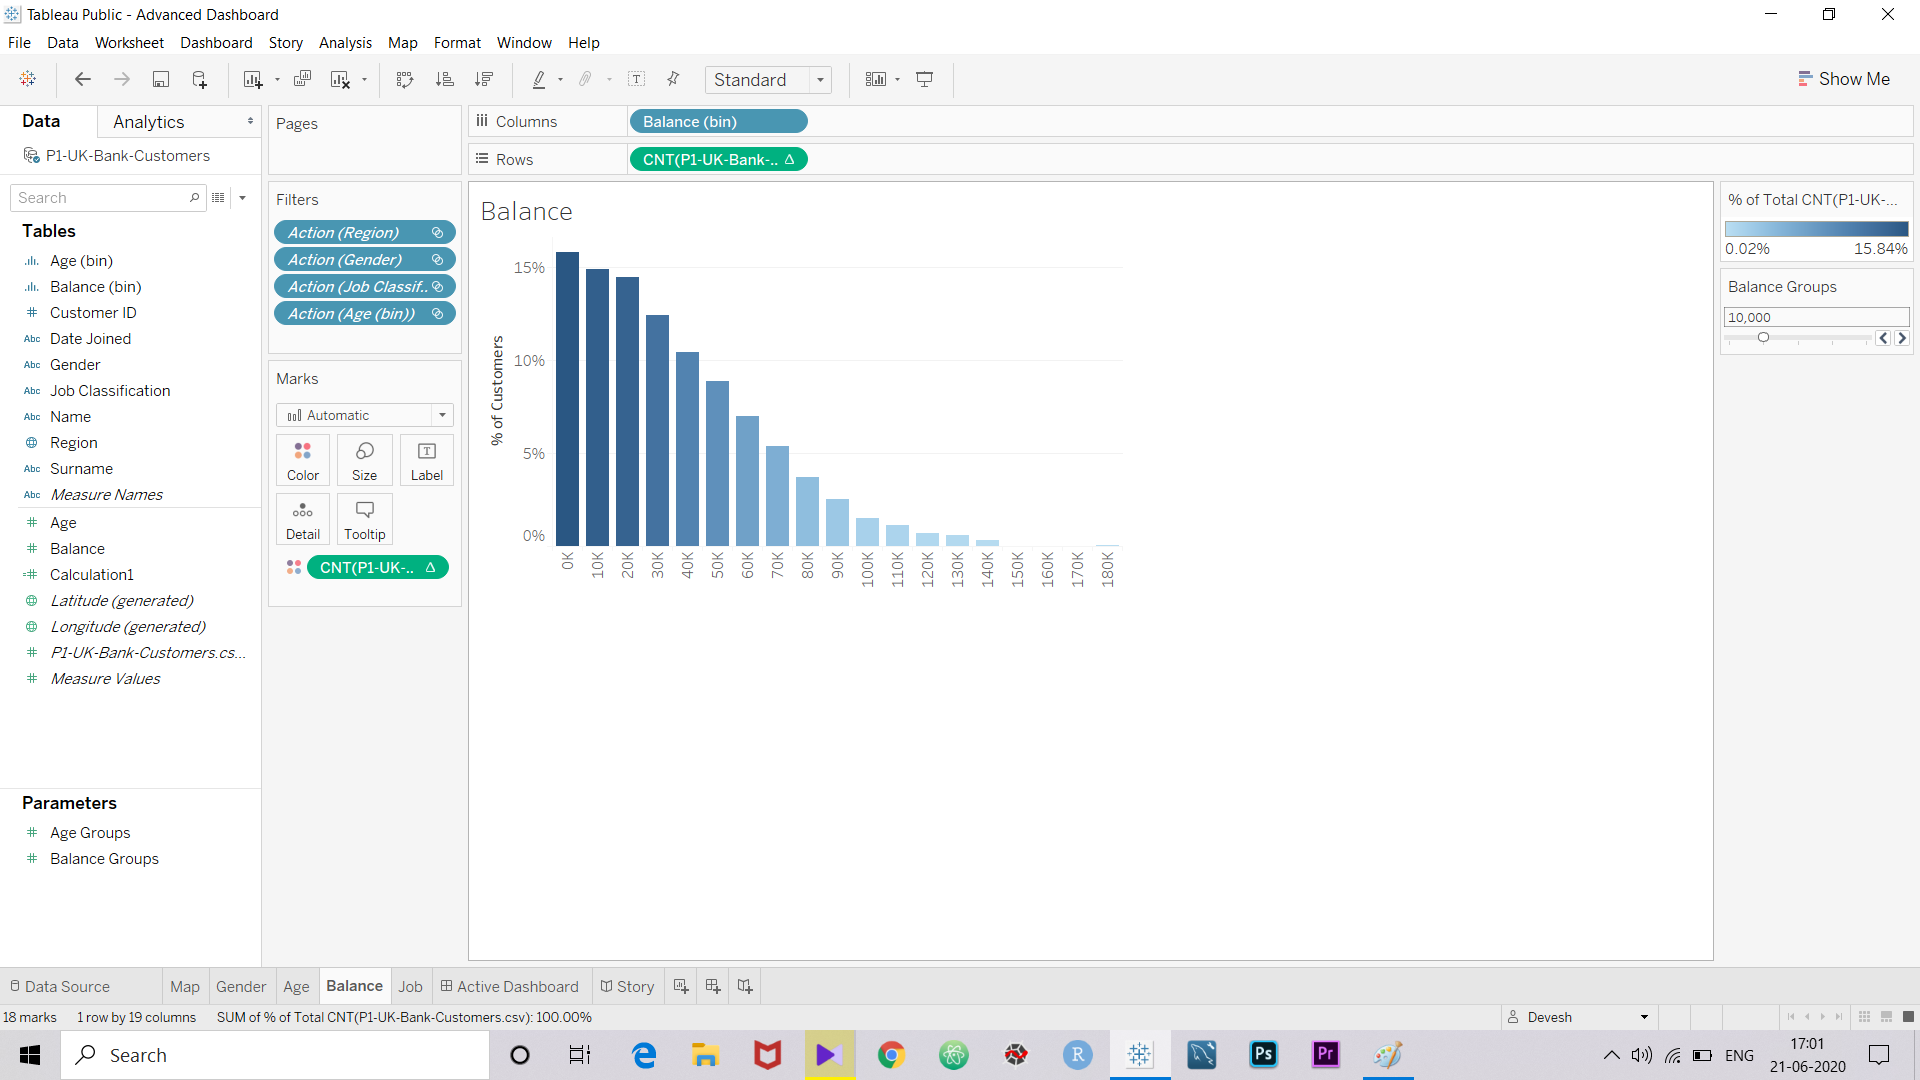 Tableau Public - Advanced Dashboard
File Data Worksheet Dashboard Story Analysis Map Format Window Help
Standard
Show Me
Data Analytics
P1-UK-Bank-Customers
Search
Tables
Age (bin)
Balance (bin)
Customer ID
Abc Date Joined
Abc Gender
Abc Job Classification
Abc Name
Region
Abc Surname
Abc Measure Names
Age
Balance
Calculation1
Latitude (generated)
Longitude (generated)
P1-UK-Bank-Customers.cs...
Measure Values
Parameters
Age Groups
Balance Groups
Pages
Filters
Action (Region)
Action (Gender)
Action (Job Classif..
Action (Age (bin))
Marks
Automatic
Color Size Label
Detail Tooltip
CNT(P1-UK-.. Δ
Columns Balance (bin)
Rows CNT(P1-UK-Bank-.. Δ
Balance
% of Customers
15%
10%
5%
0%
0K 10K 20K 30K 40K 50K 60K 70K 80K 90K 100K 110K 120K 130K 140K 150K 160K 170K 180K
% of Total CNT(P1-UK-...
0.02% 15.84%
Balance Groups
10,000
Data Source Map Gender Age Balance Job Active Dashboard Story
18 marks 1 row by 19 columns SUM of % of Total CNT(P1-UK-Bank-Customers.csv): 100.00%
Devesh
Search
R
Ps
Pr
ENG
17:01
21-06-2020